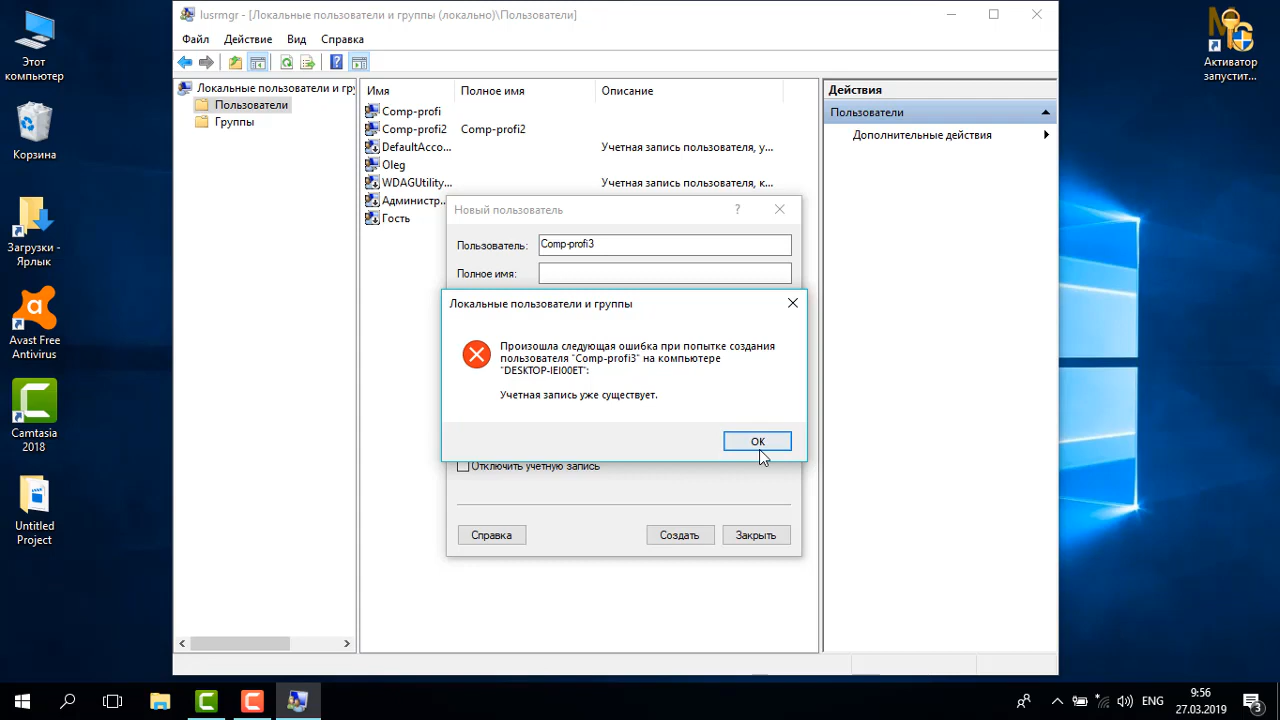 lusrmgr - [Локальные пользователи и группы (локально)\Пользователи]
Файл Действие Вид Справка
Локальные пользователи и гру
Пользователи
Группы
Имя Полное имя Описание
Comp-profi
Comp-profi2 Comp-profi2
DefaultAcco... Учетная запись пользователя, у...
Oleg
WDAGUtility... Учетная запись пользователя, к...
Администр...
Гость
Действия
Пользователи
Дополнительные действия
Новый пользователь
?
Пользователь: Comp-profi3
Полное имя:
Локальные пользователи и группы
Произошла следующая ошибка при попытке создания
пользователя "Comp-profi3" на компьютере
"DESKTOP-IEI00ET":
Учетная запись уже существует.
OK
Отключить учетную запись
Справка Создать Закрыть
Этот
компьютер
Корзина
Загрузки -
Ярлык
Avast Free
Antivirus
Camtasia
2018
Untitled
Project
Активатор
запустит...
ENG
9:56
27.03.2019
3